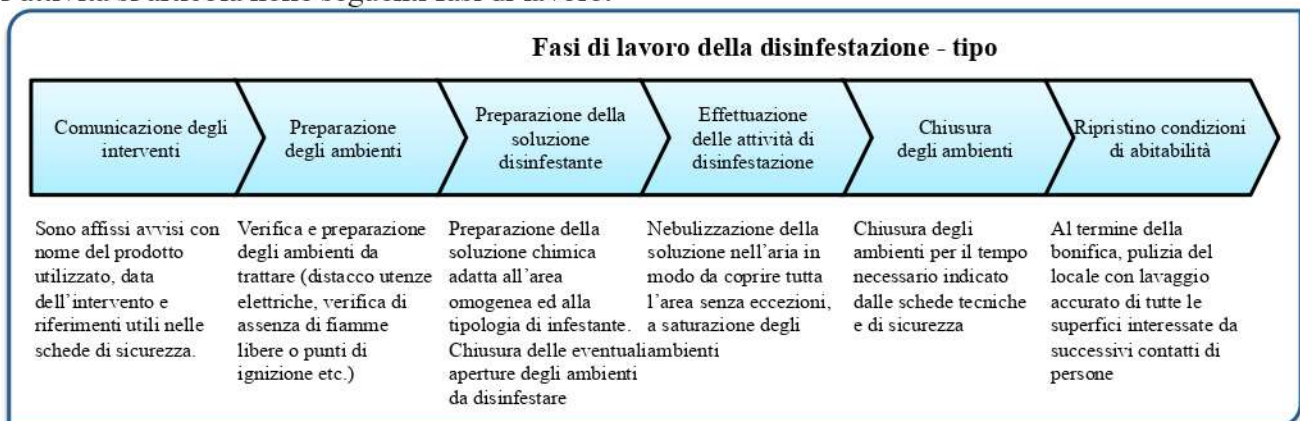 Fasi di lavoro della disinfestazione - tipo
Comunicazione degli
interventi
Preparazione
degli ambienti
Preparazione della
soluzione
disinfestante
Effettuazione
delle attività di
disinfestazione
Chiusura
degli ambienti
Ripristino condizioni
di abitabilità
Sono affissi avvisi con
nome del prodotto
utilizzato, data
dell'intervento e
riferimenti utili nelle
schede di sicurezza.
Verifica e preparazione
degli ambienti da
trattare (distacco utenze
elettriche, verifica di
assenza di fiamme
libere o punti di
ignizione etc.)
Preparazione della
soluzione chimica
adatta all'area
omogenea ed alla
tipologia di infestante.
Chiusura delle eventuali
aperture degli ambienti
da disinfestare
Nebulizzazione della
soluzione nell'aria in
modo da coprire tutta
l'area senza eccezioni,
a saturazione degli
ambienti
Chiusura degli
ambienti per il tempo
necessario indicato
dalle schede tecniche
e di sicurezza
Al termine della
bonifica, pulizia del
locale con lavaggio
accurato di tutte le
superfici interessate da
successivi contatti di
persone